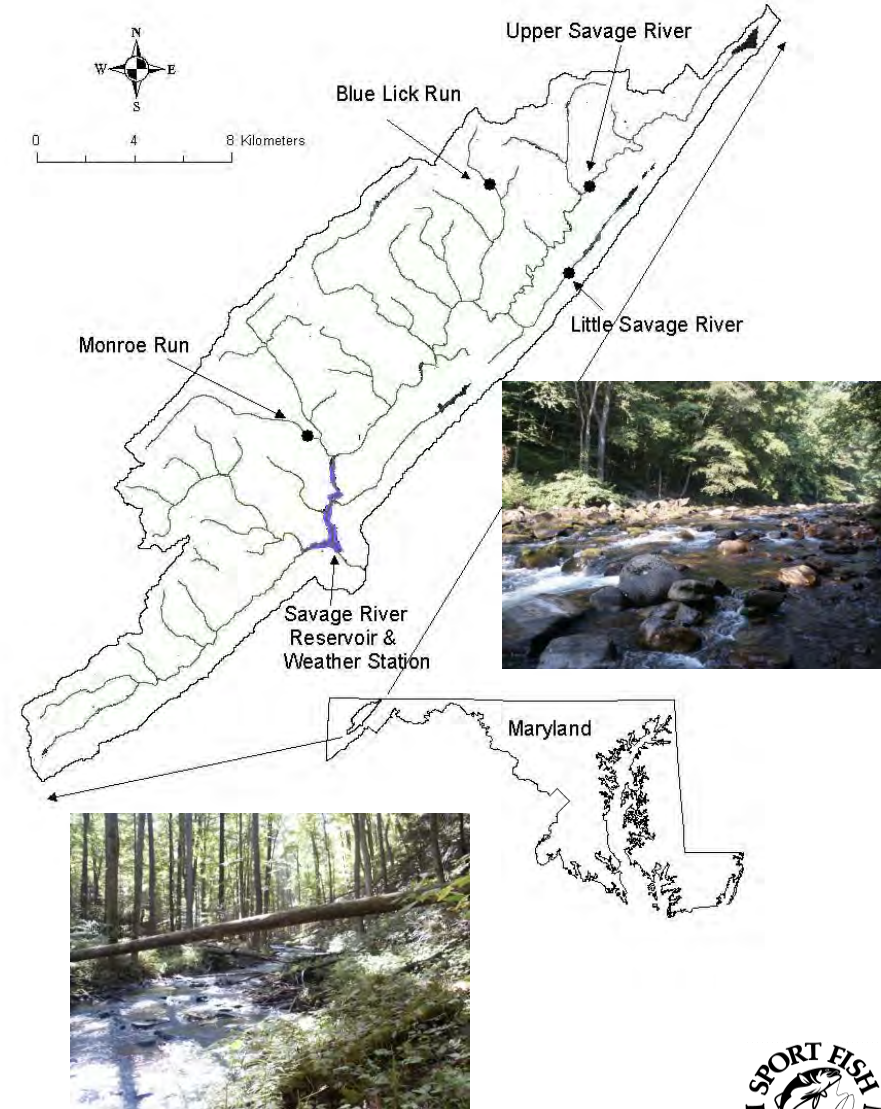 N
W E
S
0 4 8 Kilometers
Upper Savage River
Blue Lick Run
Little Savage River
Monroe Run
Savage River
Reservoir &
Weather Station
Maryland
SPORT FISH